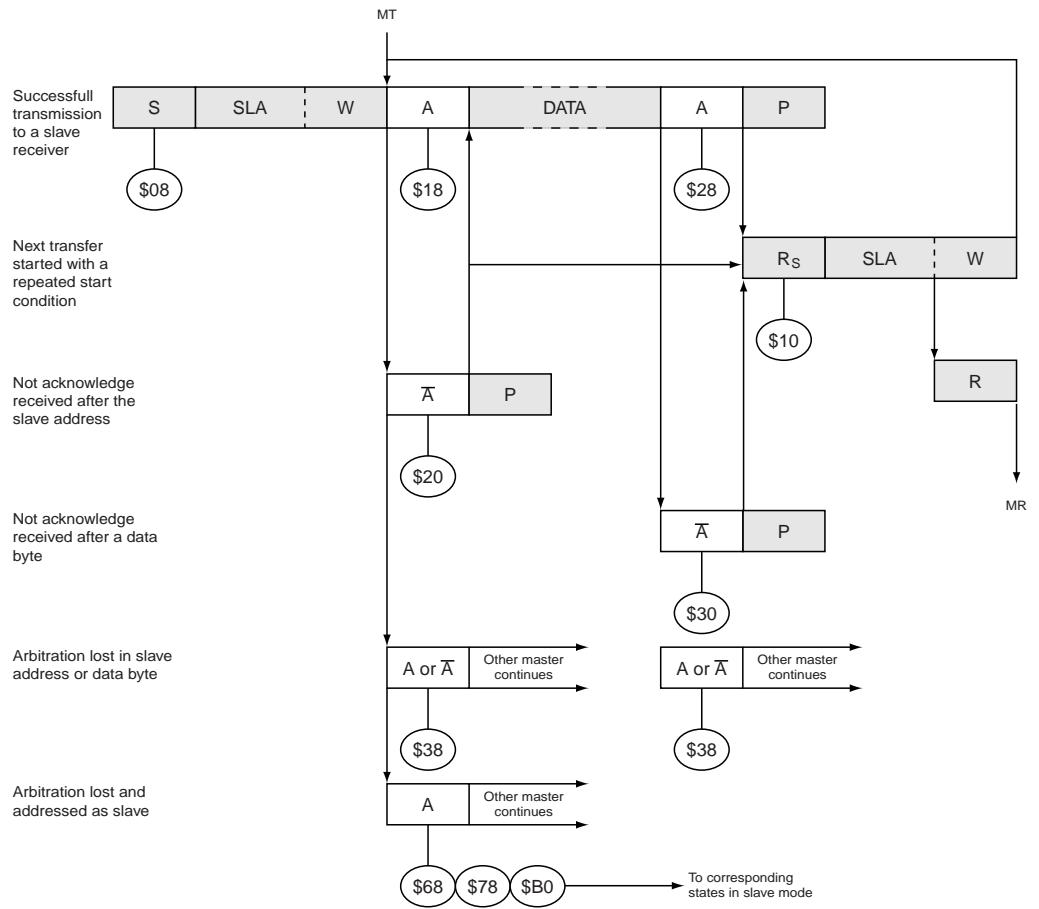 MT
Successfull
transmission
to a slave
receiver
S SLA W A DATA A P
$08 $18 $28
Next transfer
started with a
repeated start
condition
RS SLA W
$10
Not acknowledge
received after the
slave address
A̅ P
R
$20
MR
Not acknowledge
received after a data
byte
A̅ P
$30
Arbitration lost in slave
address or data byte
A or A̅
Other master
continues
A or A̅
Other master
continues
$38 $38
Arbitration lost and
addressed as slave
A
Other master
continues
$68 $78 $B0
To corresponding
states in slave mode